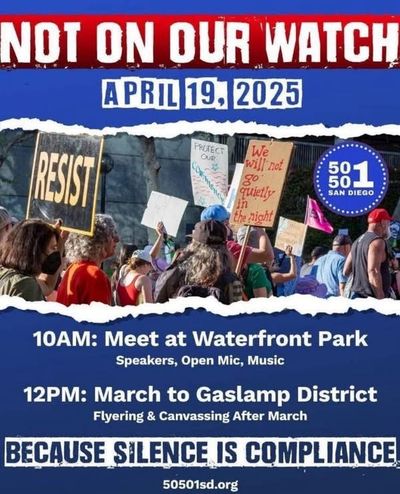 NOT ON OUR WATCH
APRIL 19, 2025
RESIST
PROTECT
OUR
We
will not
go
quietly
in
the night
50
501
SAN DIEGO
10AM: Meet at Waterfront Park
Speakers, Open Mic, Music
12PM: March to Gaslamp District
Flyering & Canvassing After March
BECAUSE SILENCE IS COMPLIANCE
50501sd.org